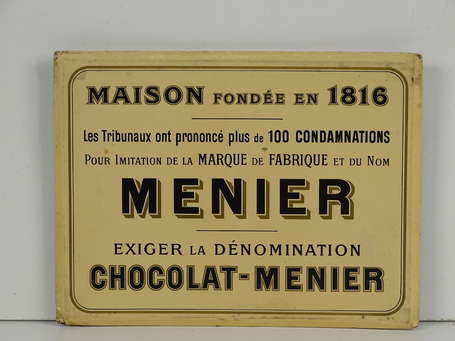 MAISON FONDÉE EN 1816
Les Tribunaux ont prononcé plus de 100 CONDAMNATIONS
POUR IMITATION DE LA MARQUE DE FABRIQUE ET DU NOM
MENIER
EXIGER LA DÉNOMINATION
CHOCOLAT-MENIER